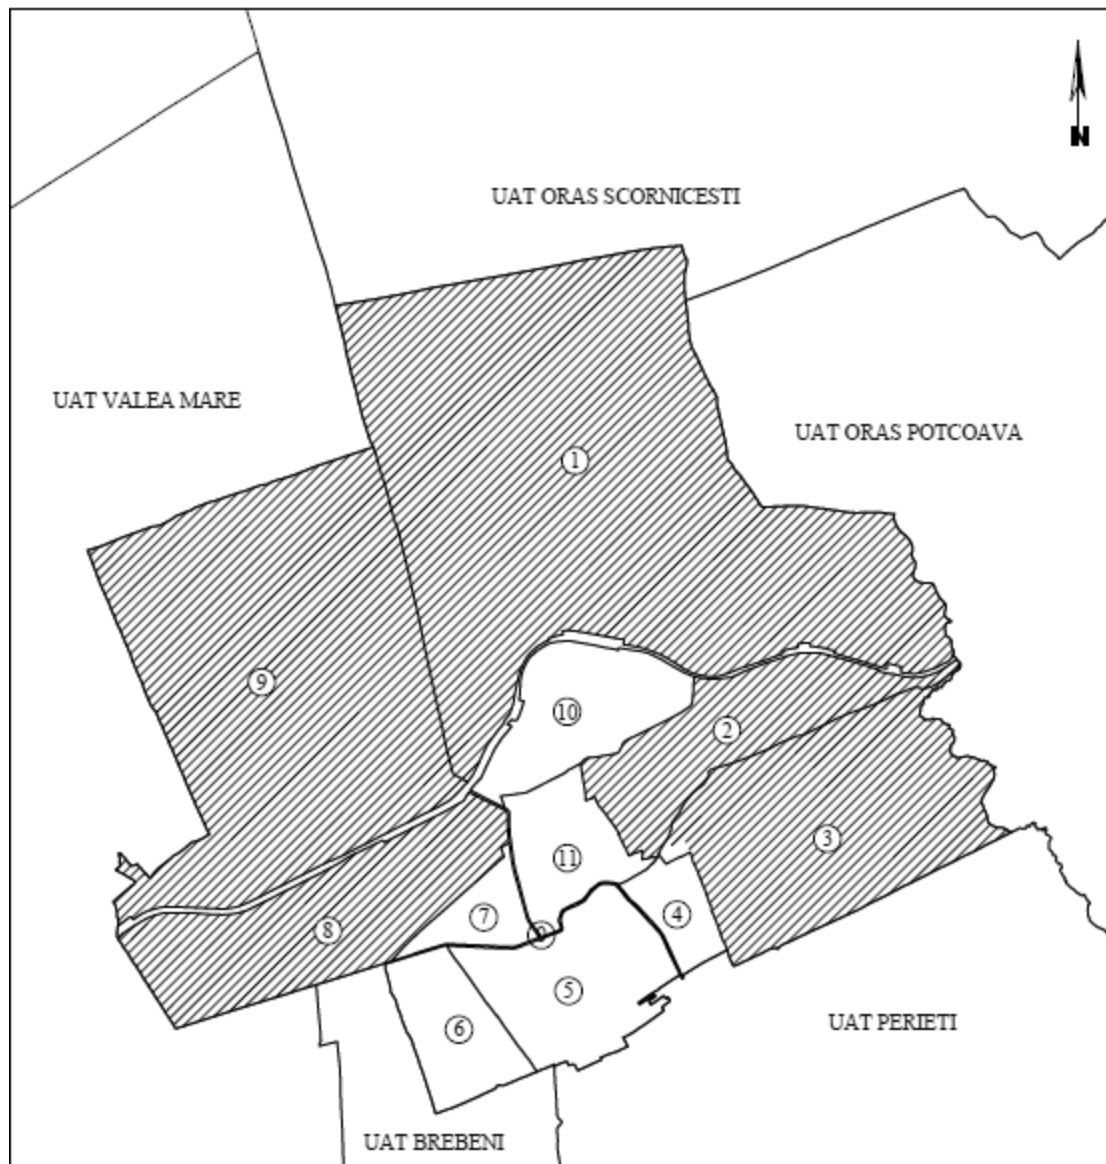 N
UAT ORAS SCORNICESTI
UAT VALEA MARE
UAT ORAS POTCOAVA
1
9
10
2
3
11
4
7
8
5
6
UAT PERIETI
UAT BREBENI